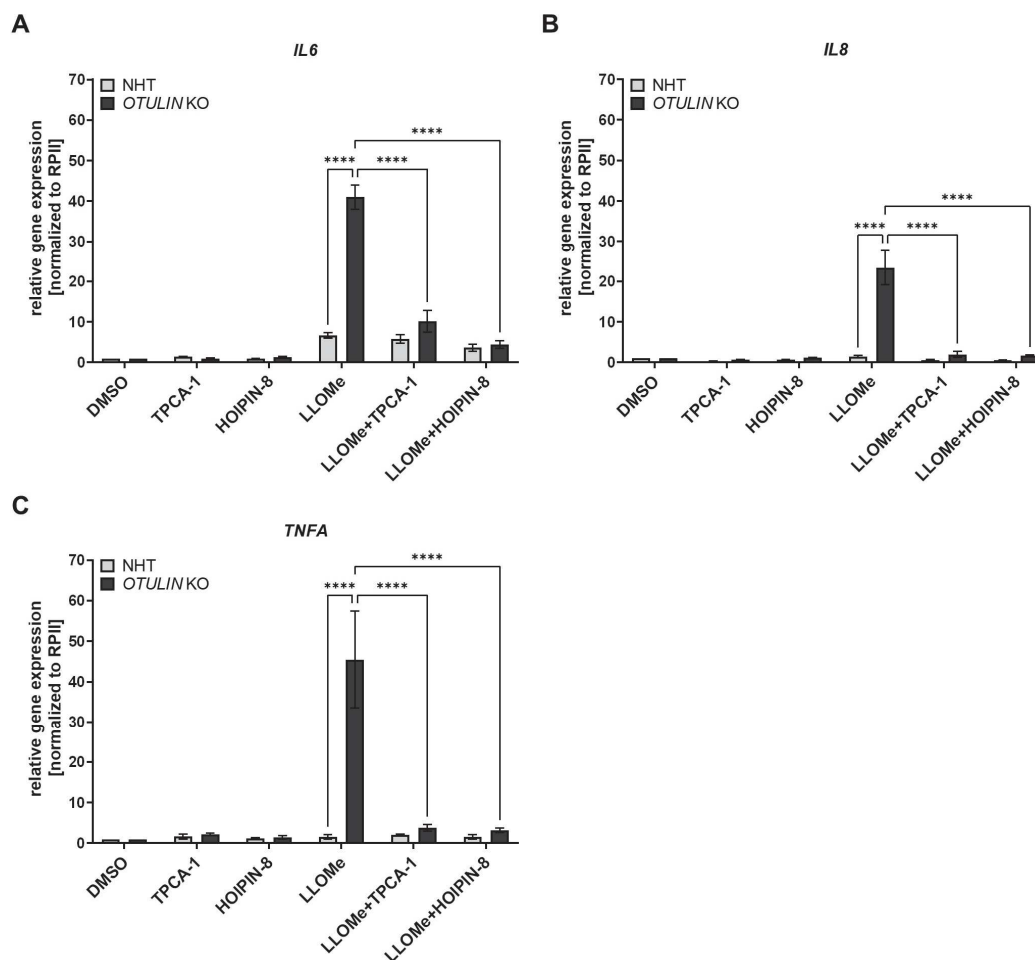 A
IL6
relative gene expression
[normalized to RPII]
70
60
50
40
30
20
10
0
NHT
OTULIN KO
****
****
****
DMSO
TPCA-1
HOIPIN-8
LLOMe
LLOMe+TPCA-1
LLOMe+HOIPIN-8
B
IL8
relative gene expression
[normalized to RPII]
70
60
50
40
30
20
10
0
NHT
OTULIN KO
****
****
****
DMSO
TPCA-1
HOIPIN-8
LLOMe
LLOMe+TPCA-1
LLOMe+HOIPIN-8
C
TNFA
relative gene expression
[normalized to RPII]
70
60
50
40
30
20
10
0
NHT
OTULIN KO
****
****
****
DMSO
TPCA-1
HOIPIN-8
LLOMe
LLOMe+TPCA-1
LLOMe+HOIPIN-8